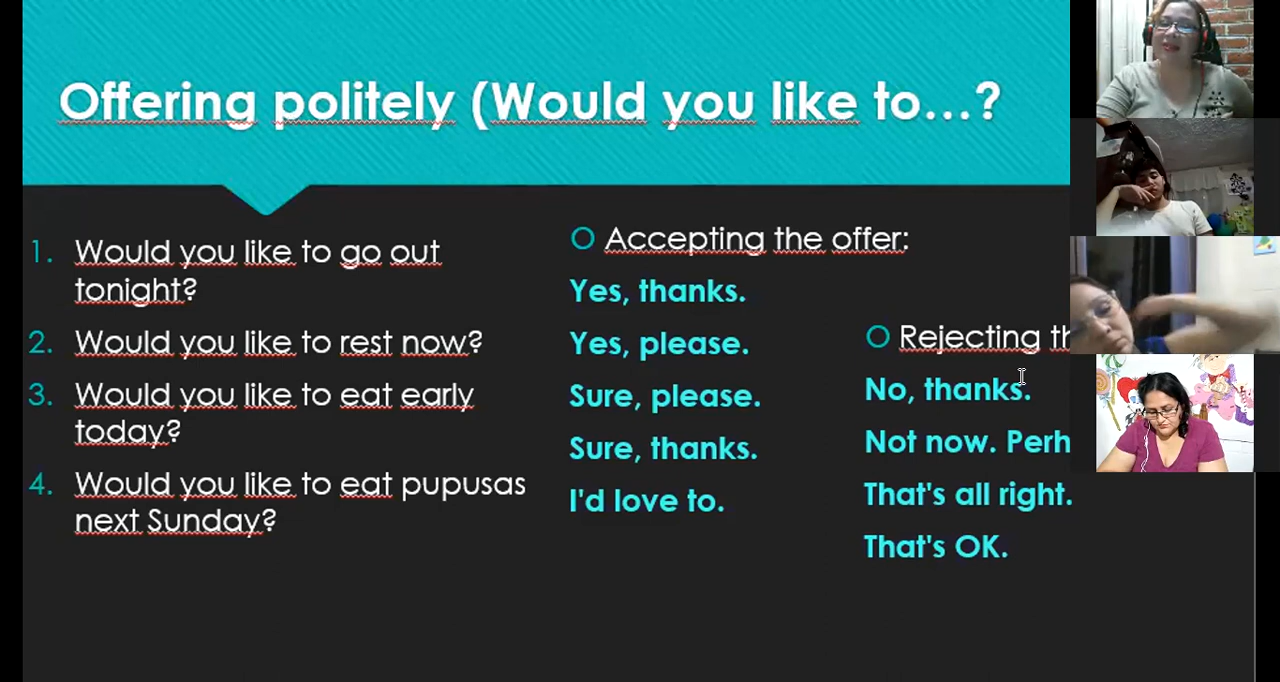 Offering politely (Would you like to...?
1. Would you like to go out
tonight?
2. Would you like to rest now?
3. Would you like to eat early
today?
4. Would you like to eat pupusas
next Sunday?
Accepting the offer:
Yes, thanks.
Yes, please.
Sure, please.
Sure, thanks.
I'd love to.
Rejecting
No, thanks.
Not now.
That's all right.
That's OK.